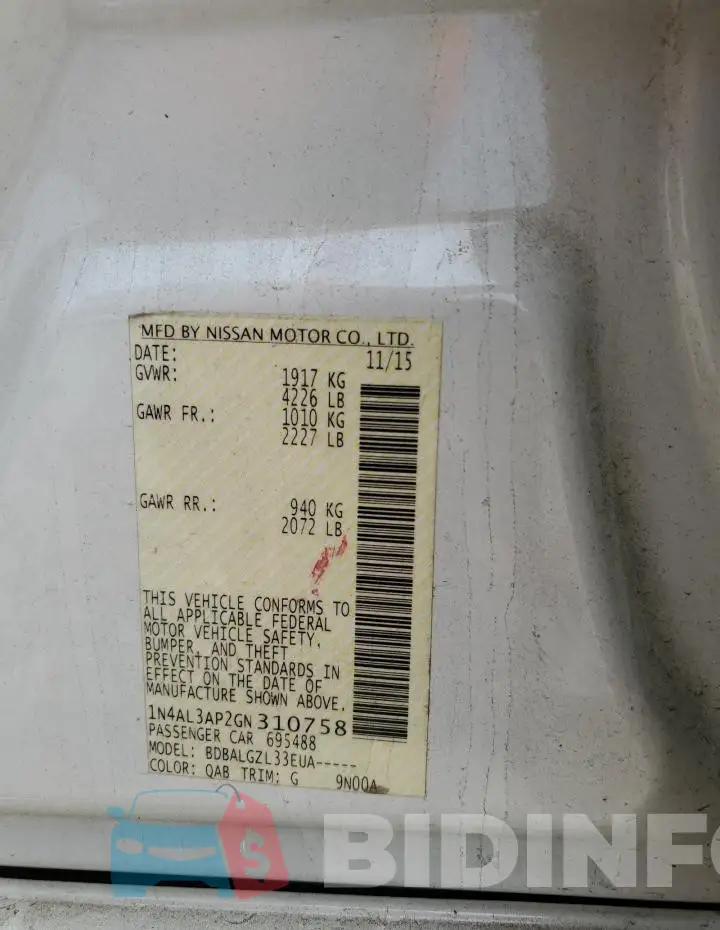 MFD BY NISSAN MOTOR CO., LTD.
DATE: 11/15
GVWR: 1917 KG
4226 LB
GAWR FR.: 1010 KG
2227 LB
GAWR RR.: 940 KG
2072 LB
THIS VEHICLE CONFORMS TO
ALL APPLICABLE FEDERAL
MOTOR VEHICLE SAFETY,
BUMPER, AND THEFT
PREVENTION STANDARDS IN
EFFECT ON THE DATE OF
MANUFACTURE SHOWN ABOVE.
1N4AL3AP2GN310758
PASSENGER CAR 695488
MODEL: BDBALGZL33EUA-----
COLOR: QAB TRIM: G 9N00A
$ BIDINFO